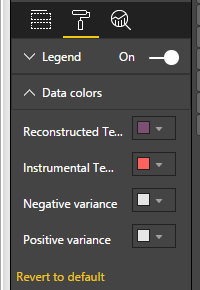 Legend On
Data colors
Reconstructed Te...
Instrumental Te...
Negative variance
Positive variance
Revert to default